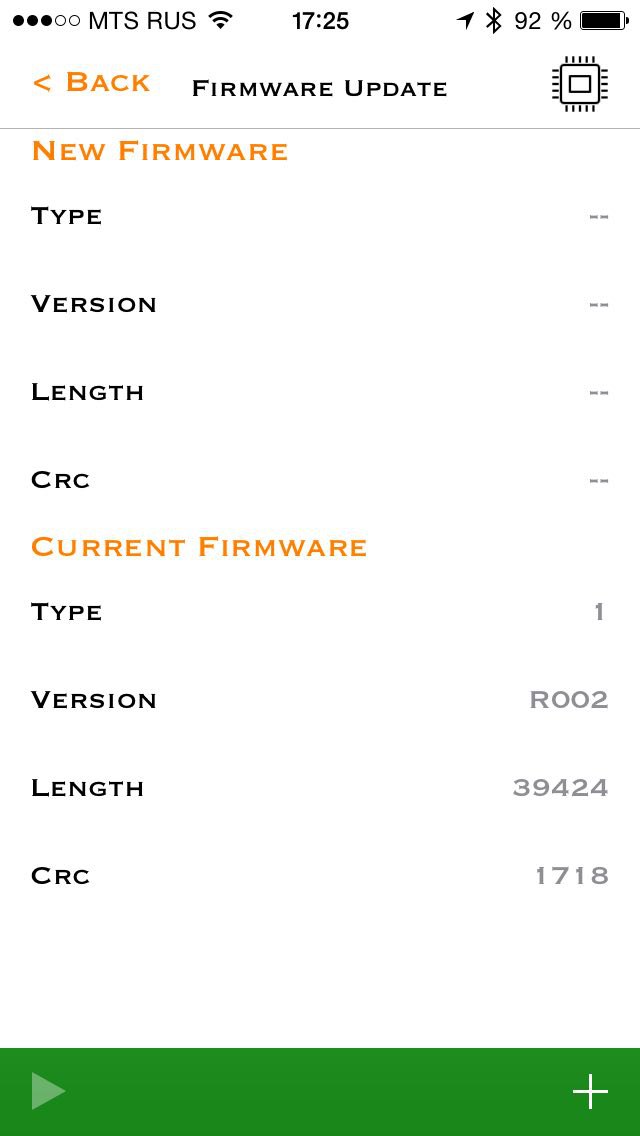 MTS RUS 17:25 92 %
< Back Firmware Update
New Firmware
Type --
Version --
Length --
Crc --
Current Firmware
Type 1
Version R002
Length 39424
Crc 1718